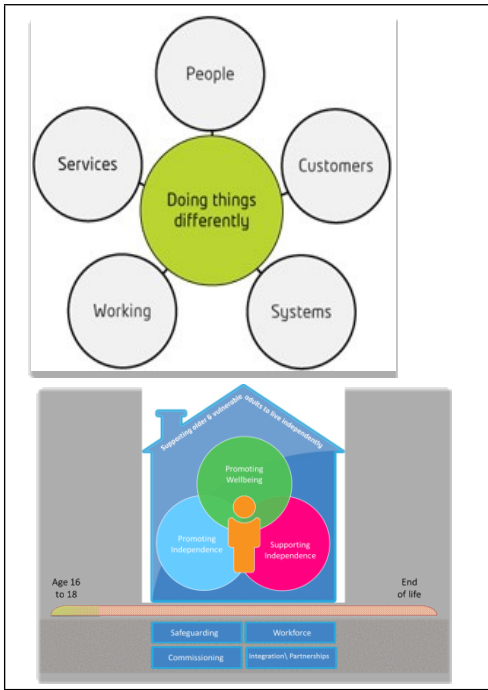 People
Services
Customers
Doing things
differently
Working
Systems
Supporting older & vulnerable adults to live independently
Promoting
Wellbeing
Promoting
Independence
Supporting
Independence
Age 16
to 18
End
of life
Safeguarding
Workforce
Commissioning
Integration\ Partnerships